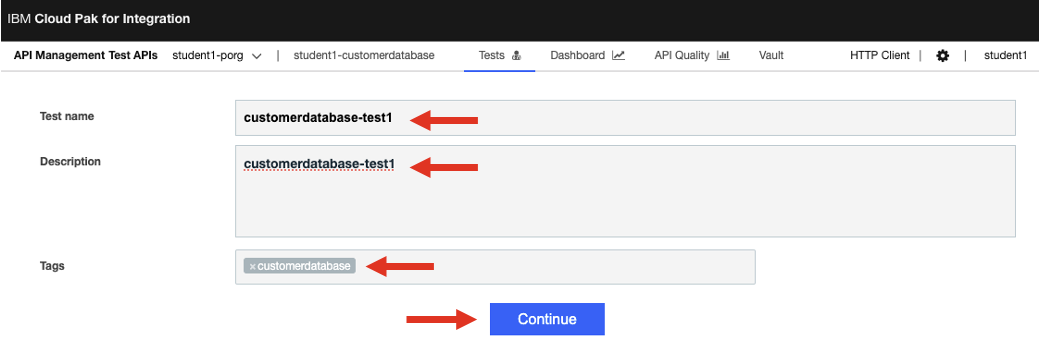 IBM Cloud Pak for Integration
API Management Test APIs student1-porg | student1-customerdatabase Tests Dashboard API Quality Vault HTTP Client | | student1
Test name customerdatabase-test1
Description customerdatabase-test1
Tags ×customerdatabase
Continue